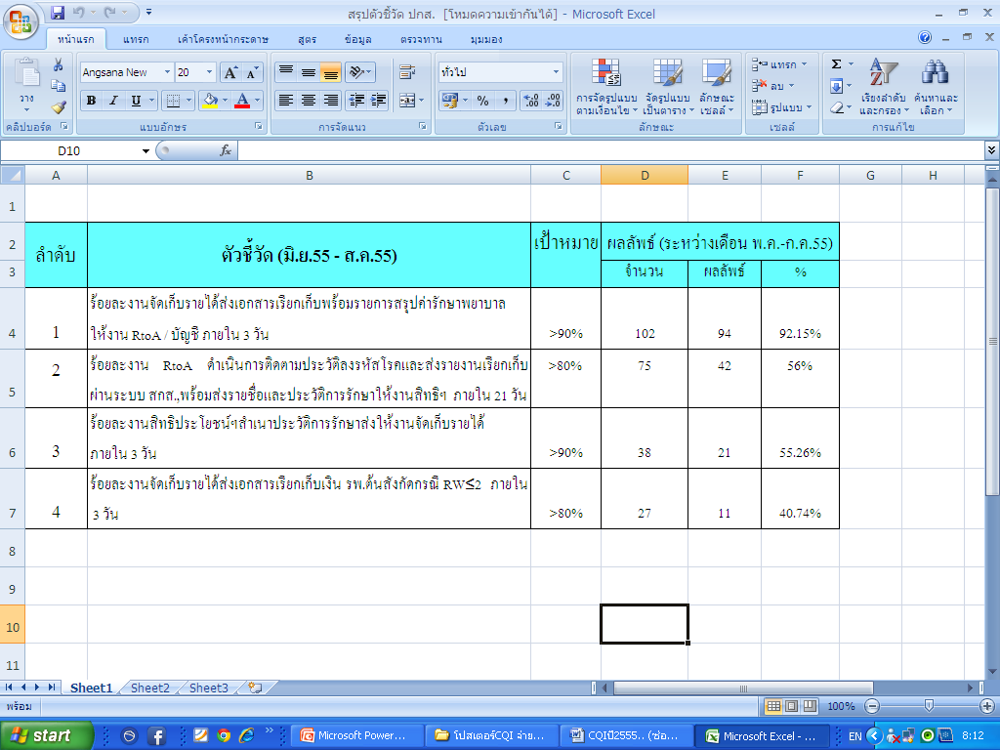 สรุปตัวชี้วัด ปกส. [โหมดความเข้ากันได้] - Microsoft Excel
หน้าแรก แทรก เค้าโครงหน้ากระดาษ สูตร ข้อมูล ตรวจทาน มุมมอง
Angsana New 20 ทั่วไป
วาง
B I U
การจัดรูปแบบตามเงื่อนไข จัดรูปแบบเป็นตาราง ลักษณะเซลล์
แทรก
ลบ
รูปแบบ
เรียงลำดับและกรอง ค้นหาและเลือก
คลิปบอร์ด แบบอักษร การจัดแนว ตัวเลข ลักษณะ เซลล์ การแก้ไข
D10 fx
A B C D E F G H
1
2 ลำดับ ตัวชี้วัด (มิ.ย.55 - ส.ค.55) เป้าหมาย ผลลัพธ์ (ระหว่างเดือน พ.ค.-ก.ค.55)
3 จำนวน ผลลัพธ์ %
ร้อยละงานจัดเก็บรายได้ส่งเอกสารเรียกเก็บพร้อมรายการสรุปค่ารักษาพยาบาล
4 1 ให้งาน RtoA / บัญชี ภายใน 3 วัน >90% 102 94 92.15%
2 ร้อยละงาน RtoA ดำเนินการติดตามประวัติลงรหัสโรคและส่งรายงานเรียกเก็บ >80% 75 42 56%
5 ผ่านระบบ สกส.,พร้อมส่งรายชื่อและประวัติการรักษาให้งานสิทธิฯ ภายใน 21 วัน
ร้อยละงานสิทธิประโยชน์ฯสำเนาประวัติการรักษาส่งให้งานจัดเก็บรายได้
6 3 ภายใน 3 วัน >90% 38 21 55.26%
ร้อยละงานจัดเก็บรายได้ส่งเอกสารเรียกเก็บเงิน รพ.ต้นสังกัดกรณี RW≤2 ภายใน
7 4 3 วัน >80% 27 11 40.74%
8
9
10
11
Sheet1 Sheet2 Sheet3
พร้อม 100%
start Microsoft Power... โปสเตอร์CQI ล่าย... CQIปี2555.. (ซ่อ... Microsoft Excel - ... EN 8:12